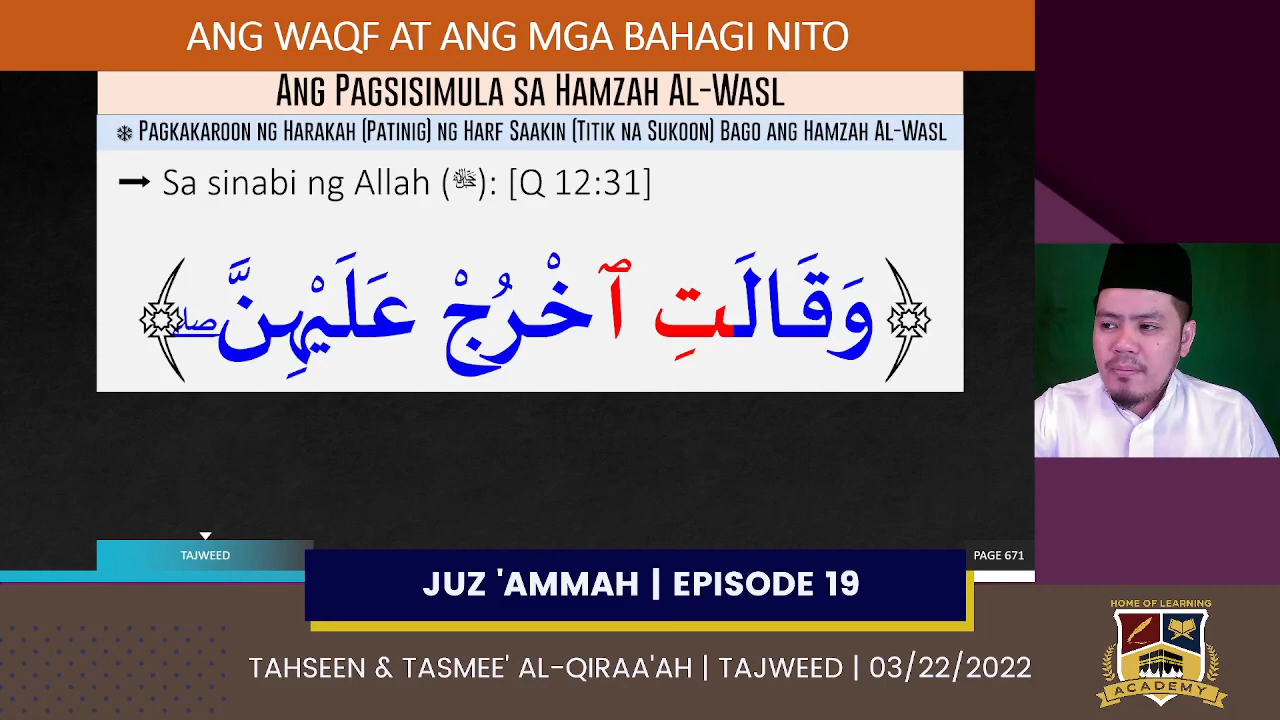 ANG WAQF AT ANG MGA BAHAGI NITO
ANG PAGSISIMULA SA HAMZAH AL-WASL
❄ PAGKAKAROON NG HARAKAH (PATINIG) NG HARF SAAKIN (TITIK NA SUKOON) BAGO ANG HAMZAH AL-WASL
➞ Sa sinabi ng Allah (ﷻ): [Q 12:31]
﴿وَقَالَتِ ٱخْرُجْ عَلَيْهِنَّۖ﴾
TAJWEED
PAGE 671
JUZ 'AMMAH | EPISODE 19
TAHSEEN & TASMEE' AL-QIRAA'AH | TAJWEED | 03/22/2022
HOME OF LEARNING
ACADEMY